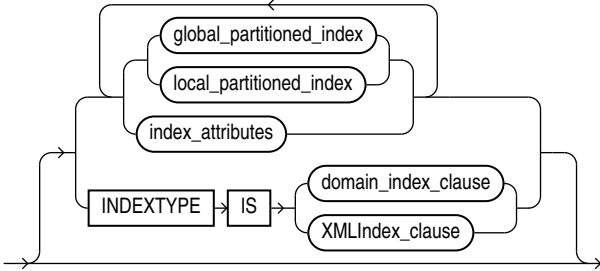 global_partitioned_index
local_partitioned_index
index_attributes
domain_index_clause
INDEXTYPE IS
XMLIndex_clause